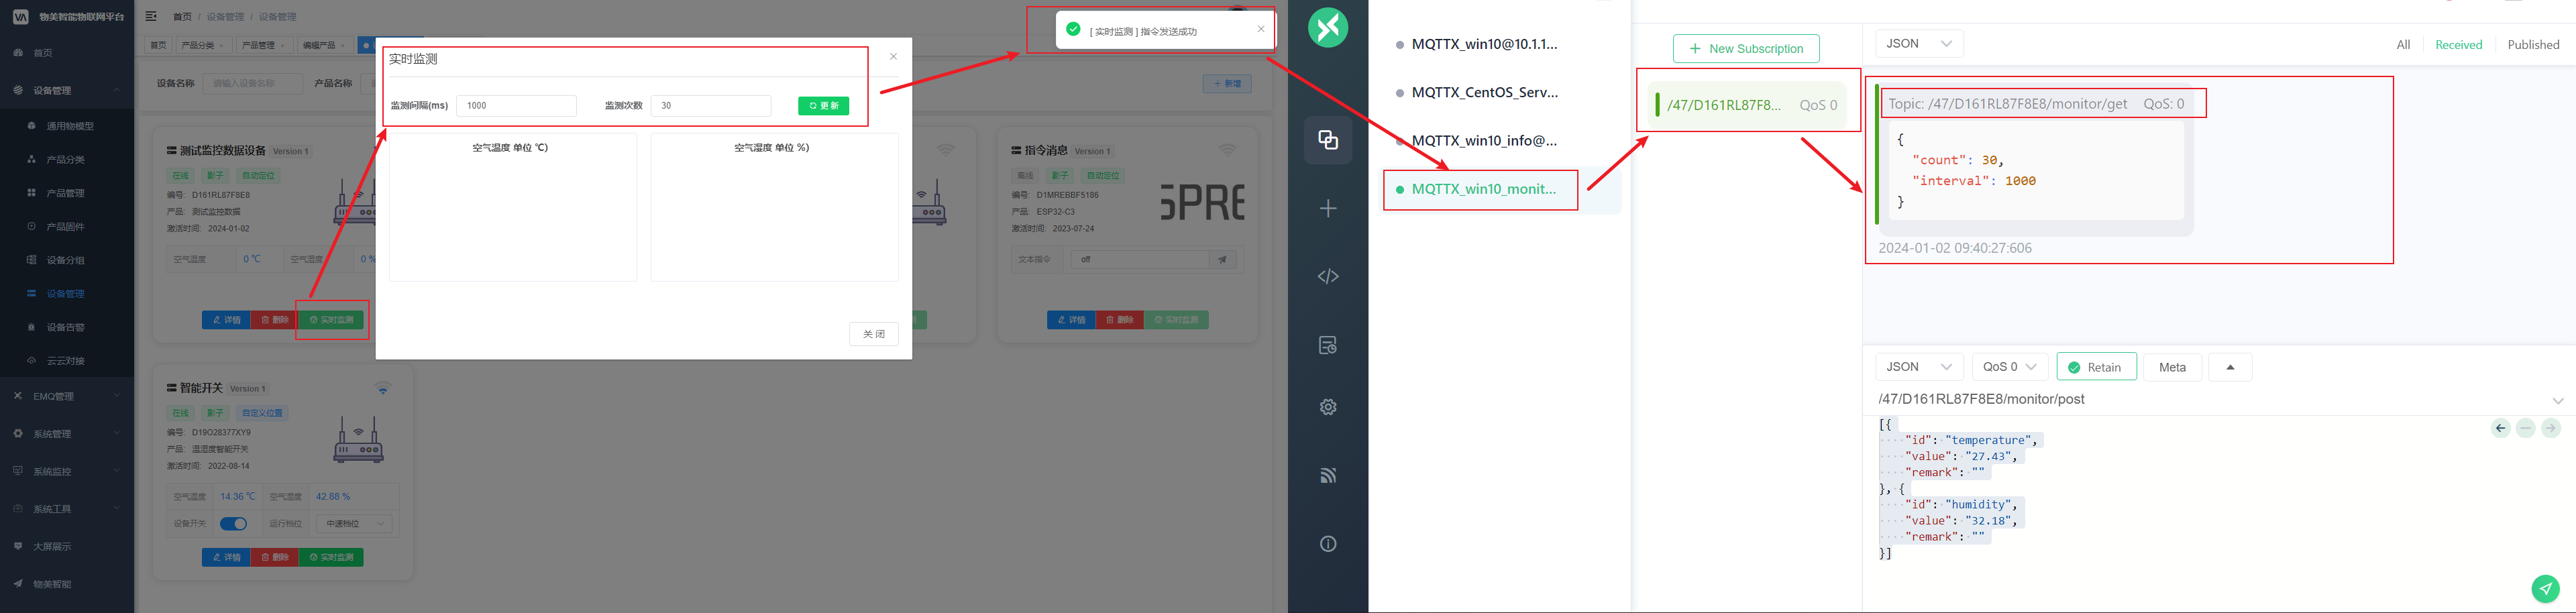 物美智能物联网平台
首页 / 设备管理 / 设备管理
首页
产品分类 ×
产品管理 ×
编辑产品 ×
首页
设备管理
通用物模型
产品分类
产品管理
产品固件
设备分组
设备管理
设备告警
云云对接
EMQ管理
系统管理
系统监控
系统工具
大屏展示
物美智能
设备名称
请输入设备名称
产品名称
+ 新增
测试监控数据设备 Version 1
在线 影子 自动定位
编号: D161RL87F8E8
产品: 测试监控数据
激活时间: 2024-01-02
空气温度 0 ℃ 空气湿度 0 %
详情 删除 实时监测
实时监测
监测间隔(ms) 1000 监测次数 30 更 新
空气温度 单位 ℃)
空气湿度 单位 %)
关 闭
[ 实时监测 ] 指令发送成功
指令消息 Version 1
离线 影子 自动定位
编号: D1MREBBF5186
产品: ESP32-C3
激活时间: 2023-07-24
文本指令 off
SPRE
详情 删除 实时监测
智能开关 Version 1
在线 影子 自定义位置
编号: D19O28377XY9
产品: 温湿度智能开关
激活时间: 2022-08-14
空气温度 14.36 ℃ 空气湿度 42.88 %
设备开关 运行档位 中速档位
详情 删除 实时监测
MQTTX_win10@10.1.1...
MQTTX_CentOS_Serv...
MQTTX_win10_info@...
MQTTX_win10_monit...
+ New Subscription
/47/D161RL87F8... QoS 0
JSON
All Received Published
Topic: /47/D161RL87F8E8/monitor/get QoS: 0
{
"count": 30,
"interval": 1000
}
2024-01-02 09:40:27:606
JSON QoS 0 Retain Meta
/47/D161RL87F8E8/monitor/post
[{
"id": "temperature",
"value": "27.43",
"remark": ""
}, {
"id": "humidity",
"value": "32.18",
"remark": ""
}]